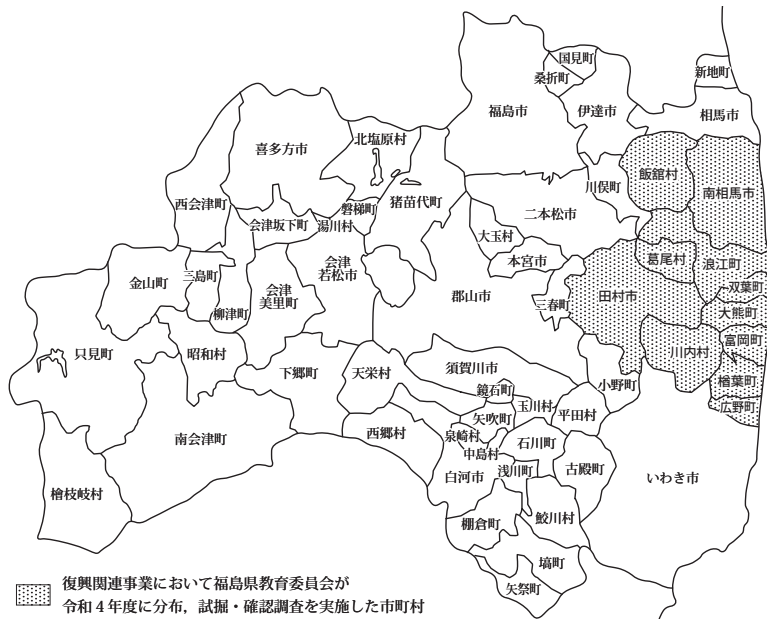 国見町
桑折町
新地町
福島市
伊達市
相馬市
喜多方市
北塩原村
飯舘村
川俣町
南相馬市
西会津町
磐梯町
猪苗代町
会津坂下町
湯川村
二本松市
大玉村
葛尾村
浪江町
本宮市
会津
若松市
三島町
金山町
双葉町
会津
美里町
郡山市
三春町
田村市
柳津町
大熊町
富岡町
只見町
昭和村
川内村
下郷町
天栄村
須賀川市
小野町
楢葉町
鏡石町
玉川村
広野町
矢吹町
平田村
南会津町
西郷村
泉崎村
石川町
中島村
白河市
浅川町
古殿町
いわき市
檜枝岐村
棚倉町
鮫川村
塙町
矢祭町
復興関連事業において福島県教育委員会が
令和４年度に分布，試掘・確認調査を実施した市町村